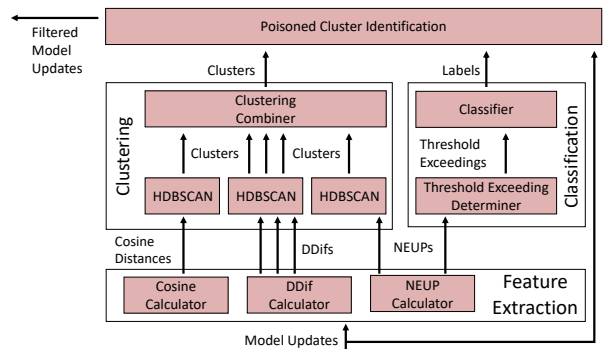 Poisoned Cluster Identification
Filtered
Model
Updates
Clusters
Labels
Clustering
Clustering
Combiner
Clusters
Clusters
HDBSCAN
HDBSCAN
HDBSCAN
Classification
Classifier
Threshold
Exceedings
Threshold Exceeding
Determiner
Cosine
Distances
DDifs
NEUPs
Cosine
Calculator
DDif
Calculator
NEUP
Calculator
Feature
Extraction
Model Updates